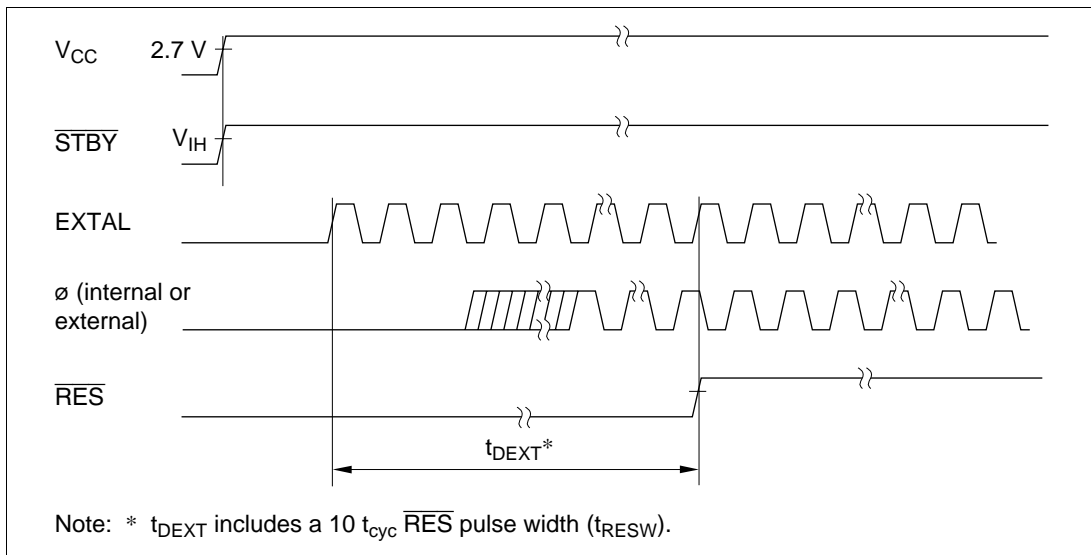 VCC 2.7 V
STBY VIH
EXTAL
ø (internal or
external)
RES
tDEXT*
Note: * tDEXT includes a 10 tcyc RES pulse width (tRESW).